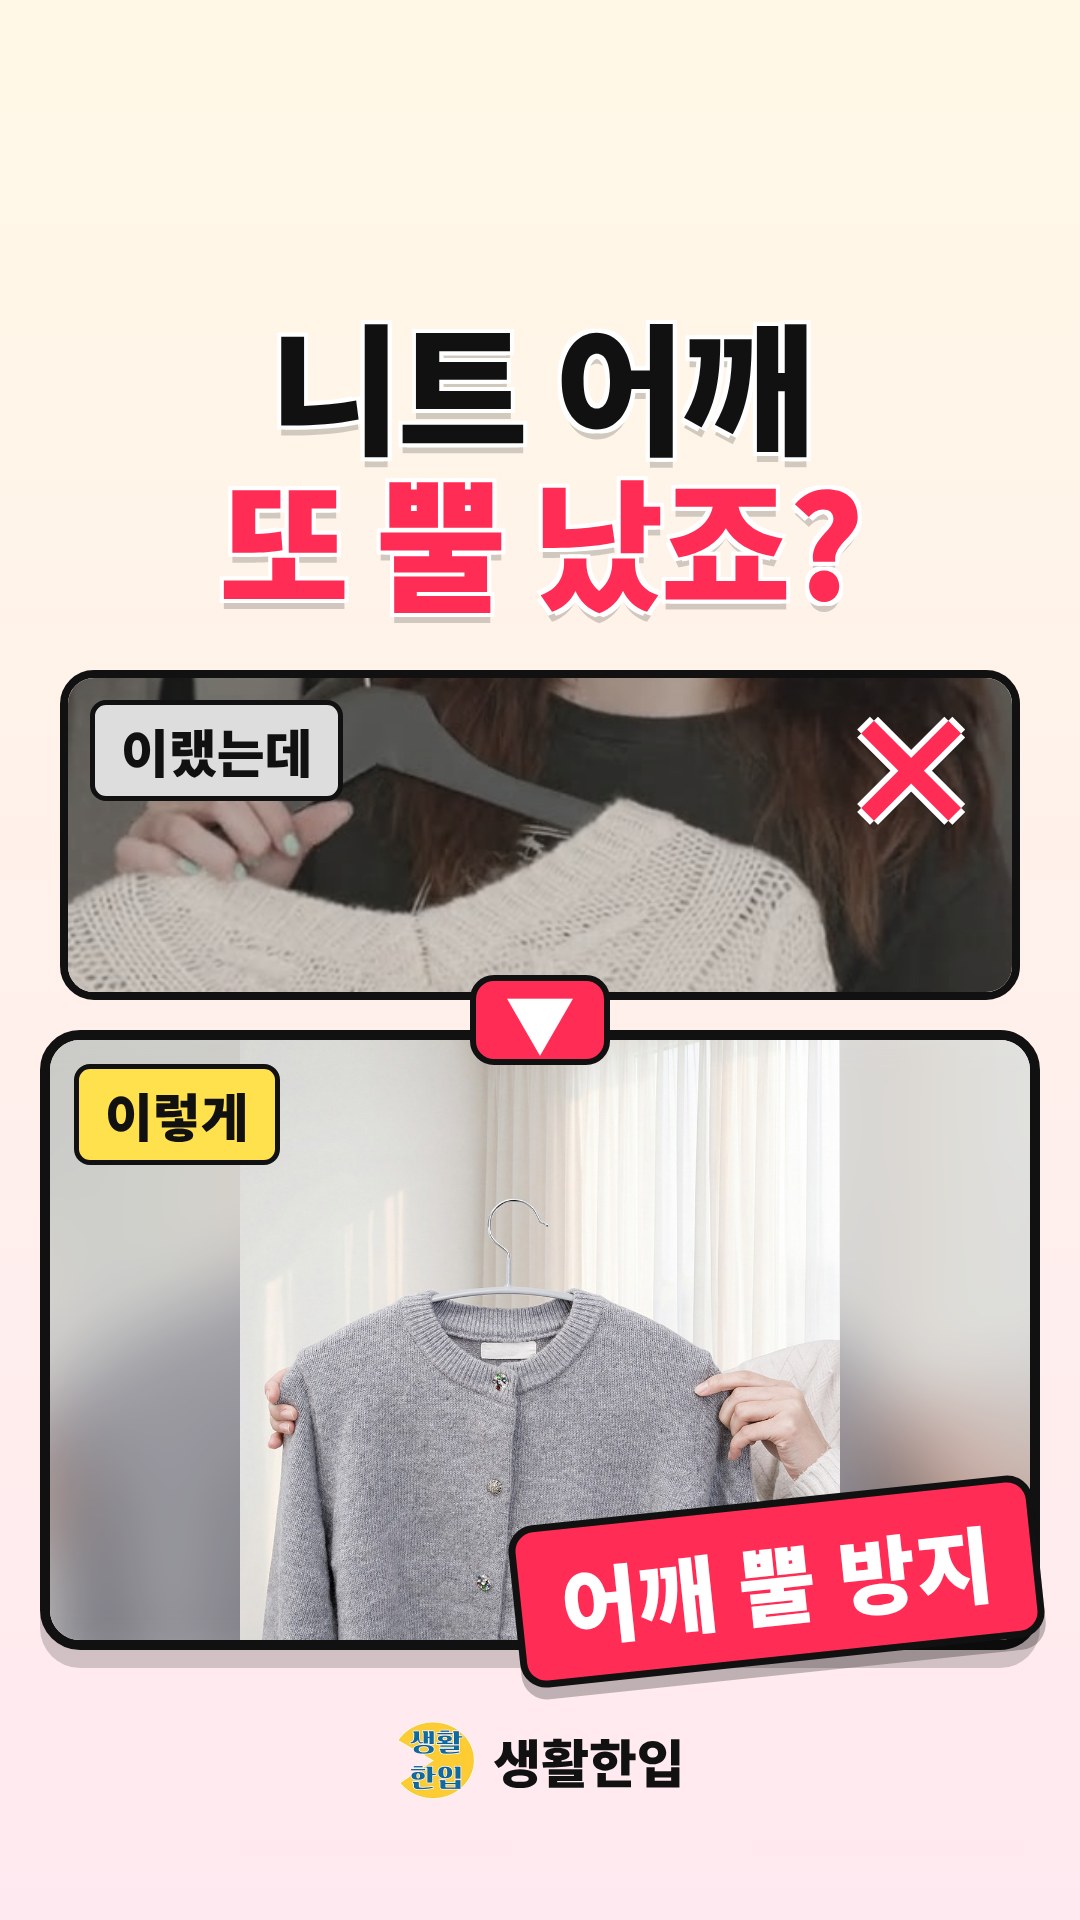 니트 어깨
또 뿔 났죠?
이랬는데
이렇게
어깨 뿔 방지
생활
한입
생활한입